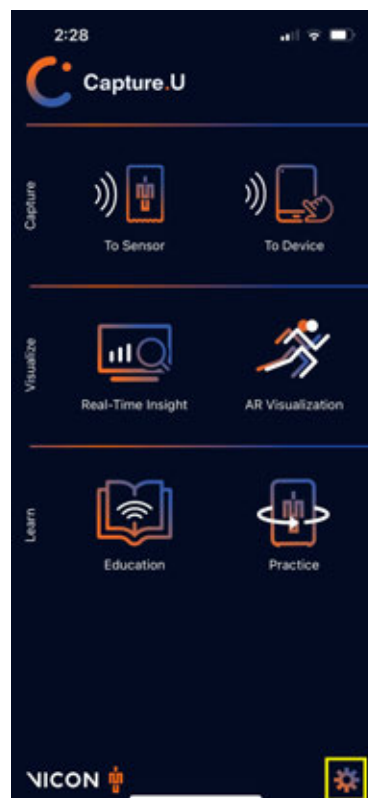 2:28
Capture.U
Capture
To Sensor
To Device
Visualize
Real-Time Insight
AR Visualization
Learn
Education
Practice
VICON